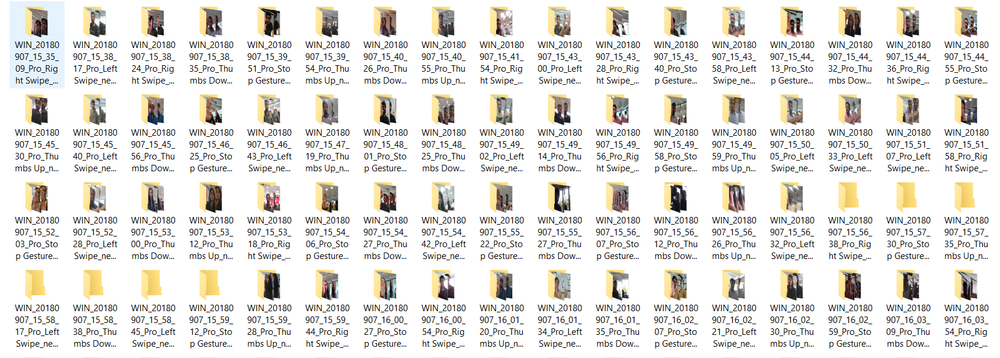 WIN_20180
907_15_35_
09_Pro_Rig
ht Swipe_...
WIN_20180
907_15_38_
17_Pro_Left
Swipe_ne...
WIN_20180
907_15_38_
24_Pro_Rig
ht Swipe_...
WIN_20180
907_15_38_
35_Pro_Thu
mbs Dow...
WIN_20180
907_15_39_
51_Pro_Sto
p Gesture...
WIN_20180
907_15_39_
54_Pro_Thu
mbs Up_n...
WIN_20180
907_15_40_
26_Pro_Thu
mbs Dow...
WIN_20180
907_15_40_
55_Pro_Thu
mbs Up_n...
WIN_20180
907_15_41_
54_Pro_Rig
ht Swipe_...
WIN_20180
907_15_43_
00_Pro_Left
Swipe_ne...
WIN_20180
907_15_43_
28_Pro_Rig
ht Swipe_...
WIN_20180
907_15_43_
40_Pro_Sto
p Gesture...
WIN_20180
907_15_43_
58_Pro_Left
Swipe_ne...
WIN_20180
907_15_44_
13_Pro_Sto
p Gesture...
WIN_20180
907_15_44_
32_Pro_Thu
mbs Dow...
WIN_20180
907_15_44_
36_Pro_Rig
ht Swipe_...
WIN_20180
907_15_44_
55_Pro_Sto
p Gesture...
WIN_20180
907_15_45_
30_Pro_Thu
mbs Up_n...
WIN_20180
907_15_45_
40_Pro_Left
Swipe_ne...
WIN_20180
907_15_45_
56_Pro_Thu
mbs Dow...
WIN_20180
907_15_46_
25_Pro_Sto
p Gesture...
WIN_20180
907_15_46_
43_Pro_Left
Swipe_ne...
WIN_20180
907_15_47_
19_Pro_Thu
mbs Up_n...
WIN_20180
907_15_48_
01_Pro_Sto
p Gesture...
WIN_20180
907_15_48_
25_Pro_Thu
mbs Dow...
WIN_20180
907_15_49_
02_Pro_Left
Swipe_ne...
WIN_20180
907_15_49_
14_Pro_Thu
mbs Dow...
WIN_20180
907_15_49_
56_Pro_Rig
ht Swipe_...
WIN_20180
907_15_49_
58_Pro_Sto
p Gesture...
WIN_20180
907_15_49_
59_Pro_Thu
mbs Up_n...
WIN_20180
907_15_50_
05_Pro_Left
Swipe_ne...
WIN_20180
907_15_50_
33_Pro_Left
Swipe_ne...
WIN_20180
907_15_51_
07_Pro_Left
Swipe_ne...
WIN_20180
907_15_51_
58_Pro_Rig
ht Swipe_...
WIN_20180
907_15_52_
03_Pro_Sto
p Gesture...
WIN_20180
907_15_52_
28_Pro_Left
Swipe_ne...
WIN_20180
907_15_53_
00_Pro_Thu
mbs Dow...
WIN_20180
907_15_53_
12_Pro_Thu
mbs Up_n...
WIN_20180
907_15_53_
18_Pro_Rig
ht Swipe_...
WIN_20180
907_15_54_
06_Pro_Sto
p Gesture...
WIN_20180
907_15_54_
27_Pro_Thu
mbs Dow...
WIN_20180
907_15_54_
42_Pro_Left
Swipe_ne...
WIN_20180
907_15_55_
22_Pro_Sto
p Gesture...
WIN_20180
907_15_55_
27_Pro_Thu
mbs Dow...
WIN_20180
907_15_56_
07_Pro_Sto
p Gesture...
WIN_20180
907_15_56_
12_Pro_Thu
mbs Dow...
WIN_20180
907_15_56_
26_Pro_Thu
mbs Up_n...
WIN_20180
907_15_56_
32_Pro_Left
Swipe_ne...
WIN_20180
907_15_56_
38_Pro_Rig
ht Swipe_...
WIN_20180
907_15_57_
30_Pro_Sto
p Gesture...
WIN_20180
907_15_57_
35_Pro_Thu
mbs Up_n...
WIN_20180
907_15_58_
17_Pro_Left
Swipe_ne...
WIN_20180
907_15_58_
38_Pro_Thu
mbs Dow...
WIN_20180
907_15_58_
45_Pro_Left
Swipe_ne...
WIN_20180
907_15_59_
12_Pro_Sto
p Gesture...
WIN_20180
907_15_59_
28_Pro_Thu
mbs Up_n...
WIN_20180
907_15_59_
44_Pro_Rig
ht Swipe_...
WIN_20180
907_16_00_
27_Pro_Sto
p Gesture...
WIN_20180
907_16_00_
54_Pro_Rig
ht Swipe_...
WIN_20180
907_16_01_
20_Pro_Thu
mbs Up_n...
WIN_20180
907_16_01_
34_Pro_Left
Swipe_ne...
WIN_20180
907_16_01_
35_Pro_Thu
mbs Dow...
WIN_20180
907_16_02_
07_Pro_Sto
p Gesture...
WIN_20180
907_16_02_
21_Pro_Left
Swipe_ne...
WIN_20180
907_16_02_
30_Pro_Thu
mbs Up_n...
WIN_20180
907_16_02_
59_Pro_Sto
p Gesture...
WIN_20180
907_16_03_
09_Pro_Thu
mbs Dow...
WIN_20180
907_16_03_
54_Pro_Rig
ht Swipe_...